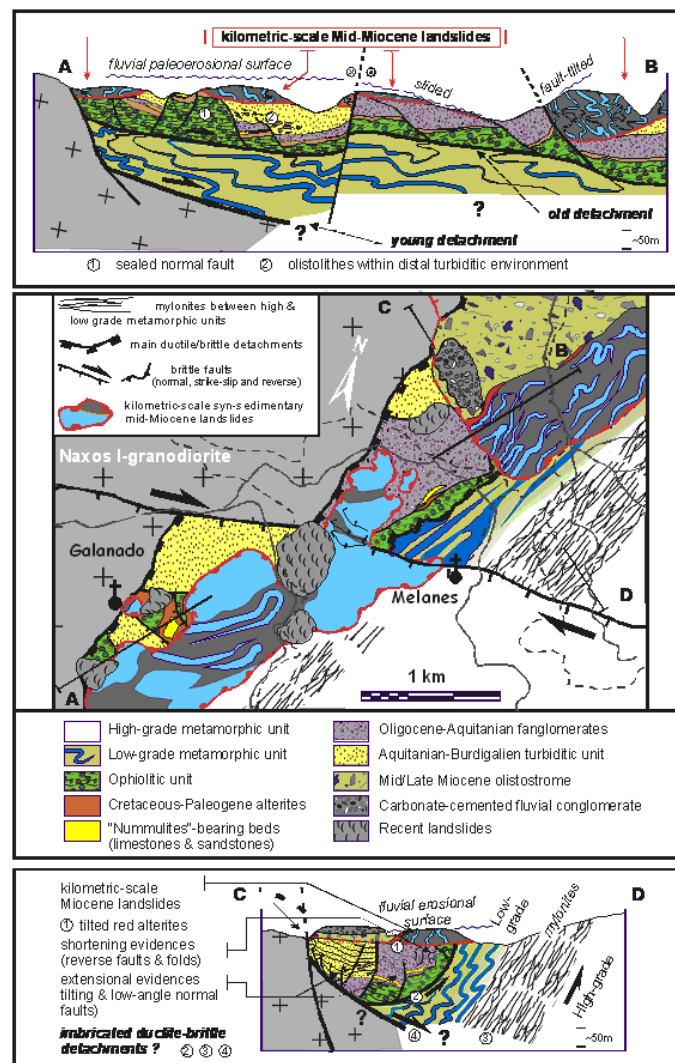 kilometric-scale Mid-Miocene landslides
A
fluvial paleoerosional surface
slided
fault-tilted
B
1
2
old detachment
?
?
young detachment
~50m
1 sealed normal fault 2 olistolithes within distal turbiditic environment
mylonites between high &
low grade metamorphic units
main ductile/brittle detachments
brittle faults
(normal, strike-slip and reverse)
kilometric-scale syn-sedimentary
mid-Miocene landslides
N
C
B
Naxos I-granodiorite
Galanado
Melanes
D
A
1 km
High-grade metamorphic unit
Low-grade metamorphic unit
Ophiolitic unit
Cretaceous-Paleogene alterites
"Nummulites"-bearing beds
(limestones & sandstones)
Oligocene-Aquitanian fanglomerates
Aquitanian-Burdigalien turbiditic unit
Mid/Late Miocene olistostrome
Carbonate-cemented fluvial conglomerate
Recent landslides
kilometric-scale
Miocene landslides
1 tilted red alterites
shortening evidences
(reverse faults & folds)
extensional evidences
tilting & low-angle normal
faults)
imbricated ductile-brittle
detachments ? 2 3 4
C
fluvial erosional
surface
Low-
grade
mylonites
D
High-grade
1
2
?
4
?
3
~50m